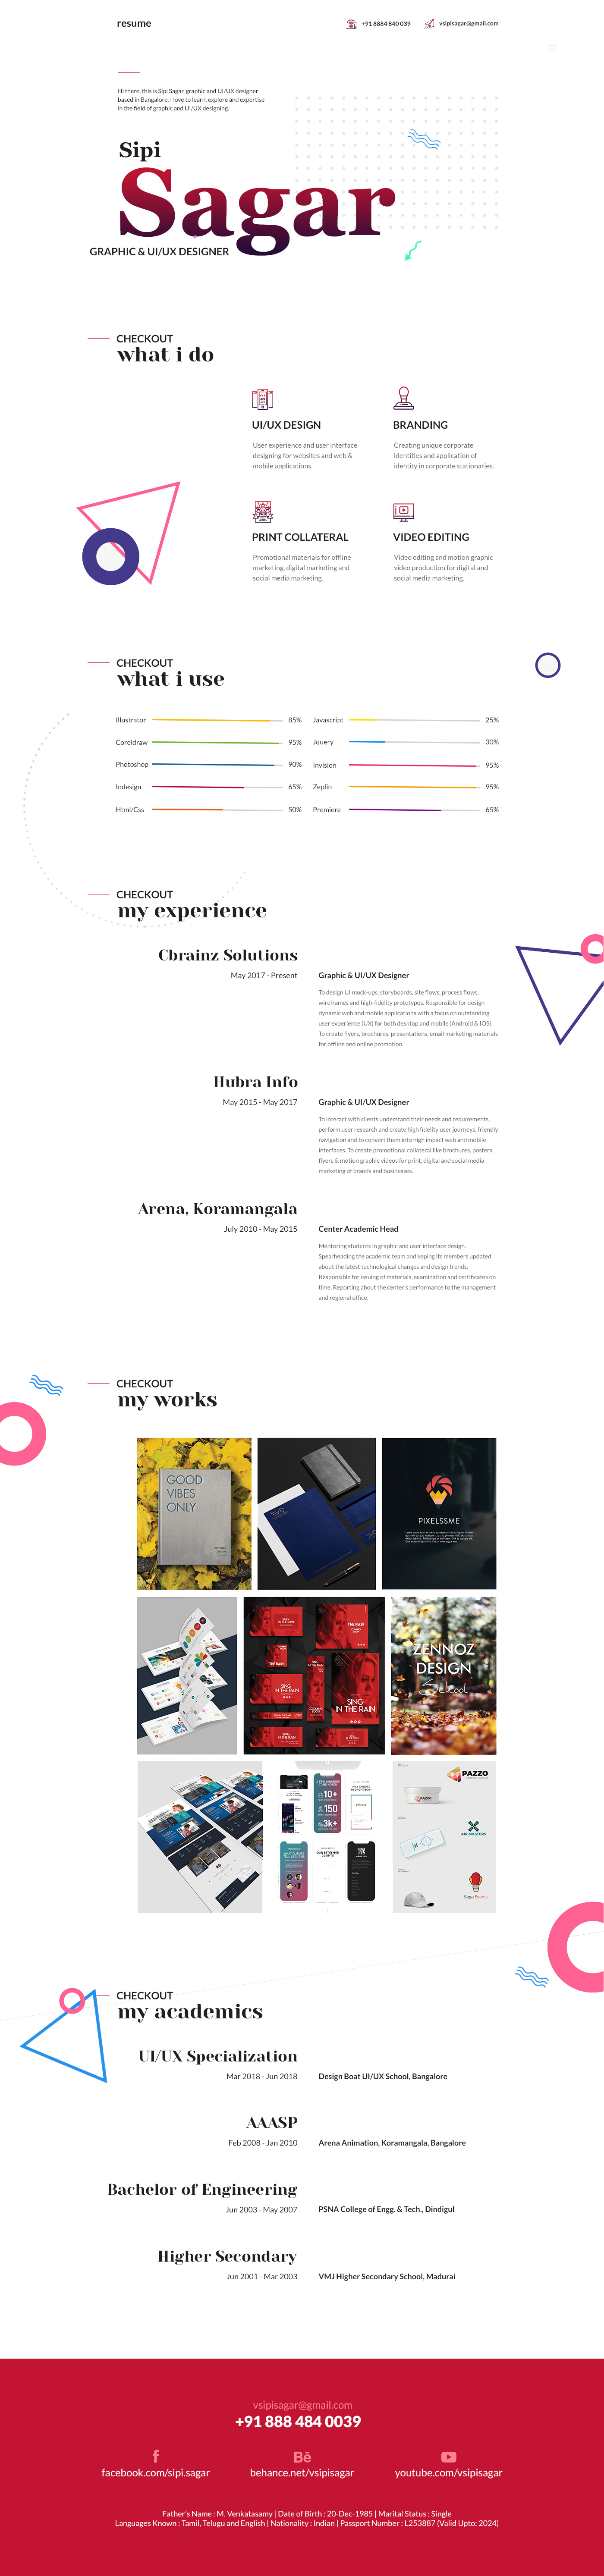 resume
+91 8884 840 039
vsipisagar@gmail.com
Hi there, this is Sipi Sagar, graphic and UI/UX designer
based in Bangalore. I love to learn, explore and expertise
in the field of graphic and UI/UX designing.
Sipi
Sagar
GRAPHIC & UI/UX DESIGNER
CHECKOUT
what i do
UI/UX DESIGN
User experience and user interface
designing for websites and web &
mobile applications.
BRANDING
Creating unique corporate
identities and application of
identity in corporate stationaries.
PRINT COLLATERAL
Promotional materials for offline
marketing, digital marketing and
social media marketing.
VIDEO EDITING
Video editing and motion graphic
video production for digital and
social media marketing.
CHECKOUT
what i use
Illustrator 85%
Coreldraw 95%
Photoshop 90%
Indesign 65%
Html/Css 50%
Javascript 25%
Jquery 30%
Invision 95%
Zeplin 95%
Premiere 65%
CHECKOUT
my experience
Cbrainz Solutions
May 2017 - Present
Graphic & UI/UX Designer
To design UI mock-ups, storyboards, site flows, process flows,
wireframes and high-fidelity prototypes. Responsible for design
dynamic web and mobile applications with a focus on outstanding
user experience (UX) for both desktop and mobile (Android & IOS).
To create flyers, brochures, presentations, email marketing materials
for offline and online promotion.
Hubra Info
May 2015 - May 2017
Graphic & UI/UX Designer
To interact with clients understand their needs and requirements,
perform user research and create high fidelity user journeys, friendly
navigation and to convert them into high impact web and mobile
interfaces. To create promotional collateral like brochures, posters
flyers & motion graphic videos for print, digital and social media
marketing of brands and businesses.
Arena, Koramangala
July 2010 - May 2015
Center Academic Head
Mentoring students in graphic and user interface design.
Spearheading the academic team and keping its members updated
about the latest technological changes and design trends.
Responsible for issuing of materials, examination and certificates on
time. Reporting about the center's performance to the management
and regional office.
CHECKOUT
my works
GOOD
VIBES
ONLY
PIXELSSME
SING
IN THE RAIN
THE RAIN
SING
IN THE RAIN
SING
IN THE RAIN
ZENNOZ
DESIGN
School
10+
150
3k+
PAZZO
PAZZO
AIR MASTERS
Saga Events
CHECKOUT
my academics
UI/UX Specialization
Mar 2018 - Jun 2018
Design Boat UI/UX School, Bangalore
AAASP
Feb 2008 - Jan 2010
Arena Animation, Koramangala, Bangalore
Bachelor of Engineering
Jun 2003 - May 2007
PSNA College of Engg. & Tech., Dindigul
Higher Secondary
Jun 2001 - Mar 2003
VMJ Higher Secondary School, Madurai
vsipisagar@gmail.com
+91 888 484 0039
f
Bē
facebook.com/sipi.sagar
behance.net/vsipisagar
youtube.com/vsipisagar
Father's Name : M. Venkatasamy | Date of Birth : 20-Dec-1985 | Marital Status : Single
Languages Known : Tamil, Telugu and English | Nationality : Indian | Passport Number : L253887 (Valid Upto: 2024)